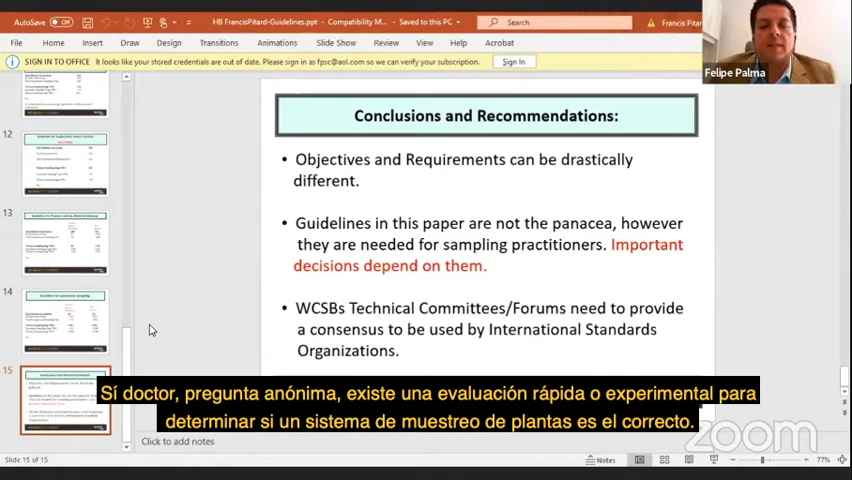 AutoSave Off HB FrancisPitard-Guidelines.ppt - Compatibility M... - Saved to this PC Search Francis Pitard
File Home Insert Draw Design Transitions Animations Slide Show Review View Help Acrobat
SIGN IN TO OFFICE It looks like your stored credentials are out of date. Please sign in as fpsc@aol.com so we can verify your subscription. Sign In
Felipe Palma
12
13
14
15
Conclusions and Recommendations:
• Objectives and Requirements can be drastically
different.
• Guidelines in this paper are not the panacea, however
they are needed for sampling practitioners. Important
decisions depend on them.
• WCSBs Technical Committees/Forums need to provide
a consensus to be used by International Standards
Organizations.
Sí doctor, pregunta anónima, existe una evaluación rápida o experimental para
determinar si un sistema de muestreo de plantas es el correcto.
zoom
Click to add notes
Slide 15 of 15 Notes 77%